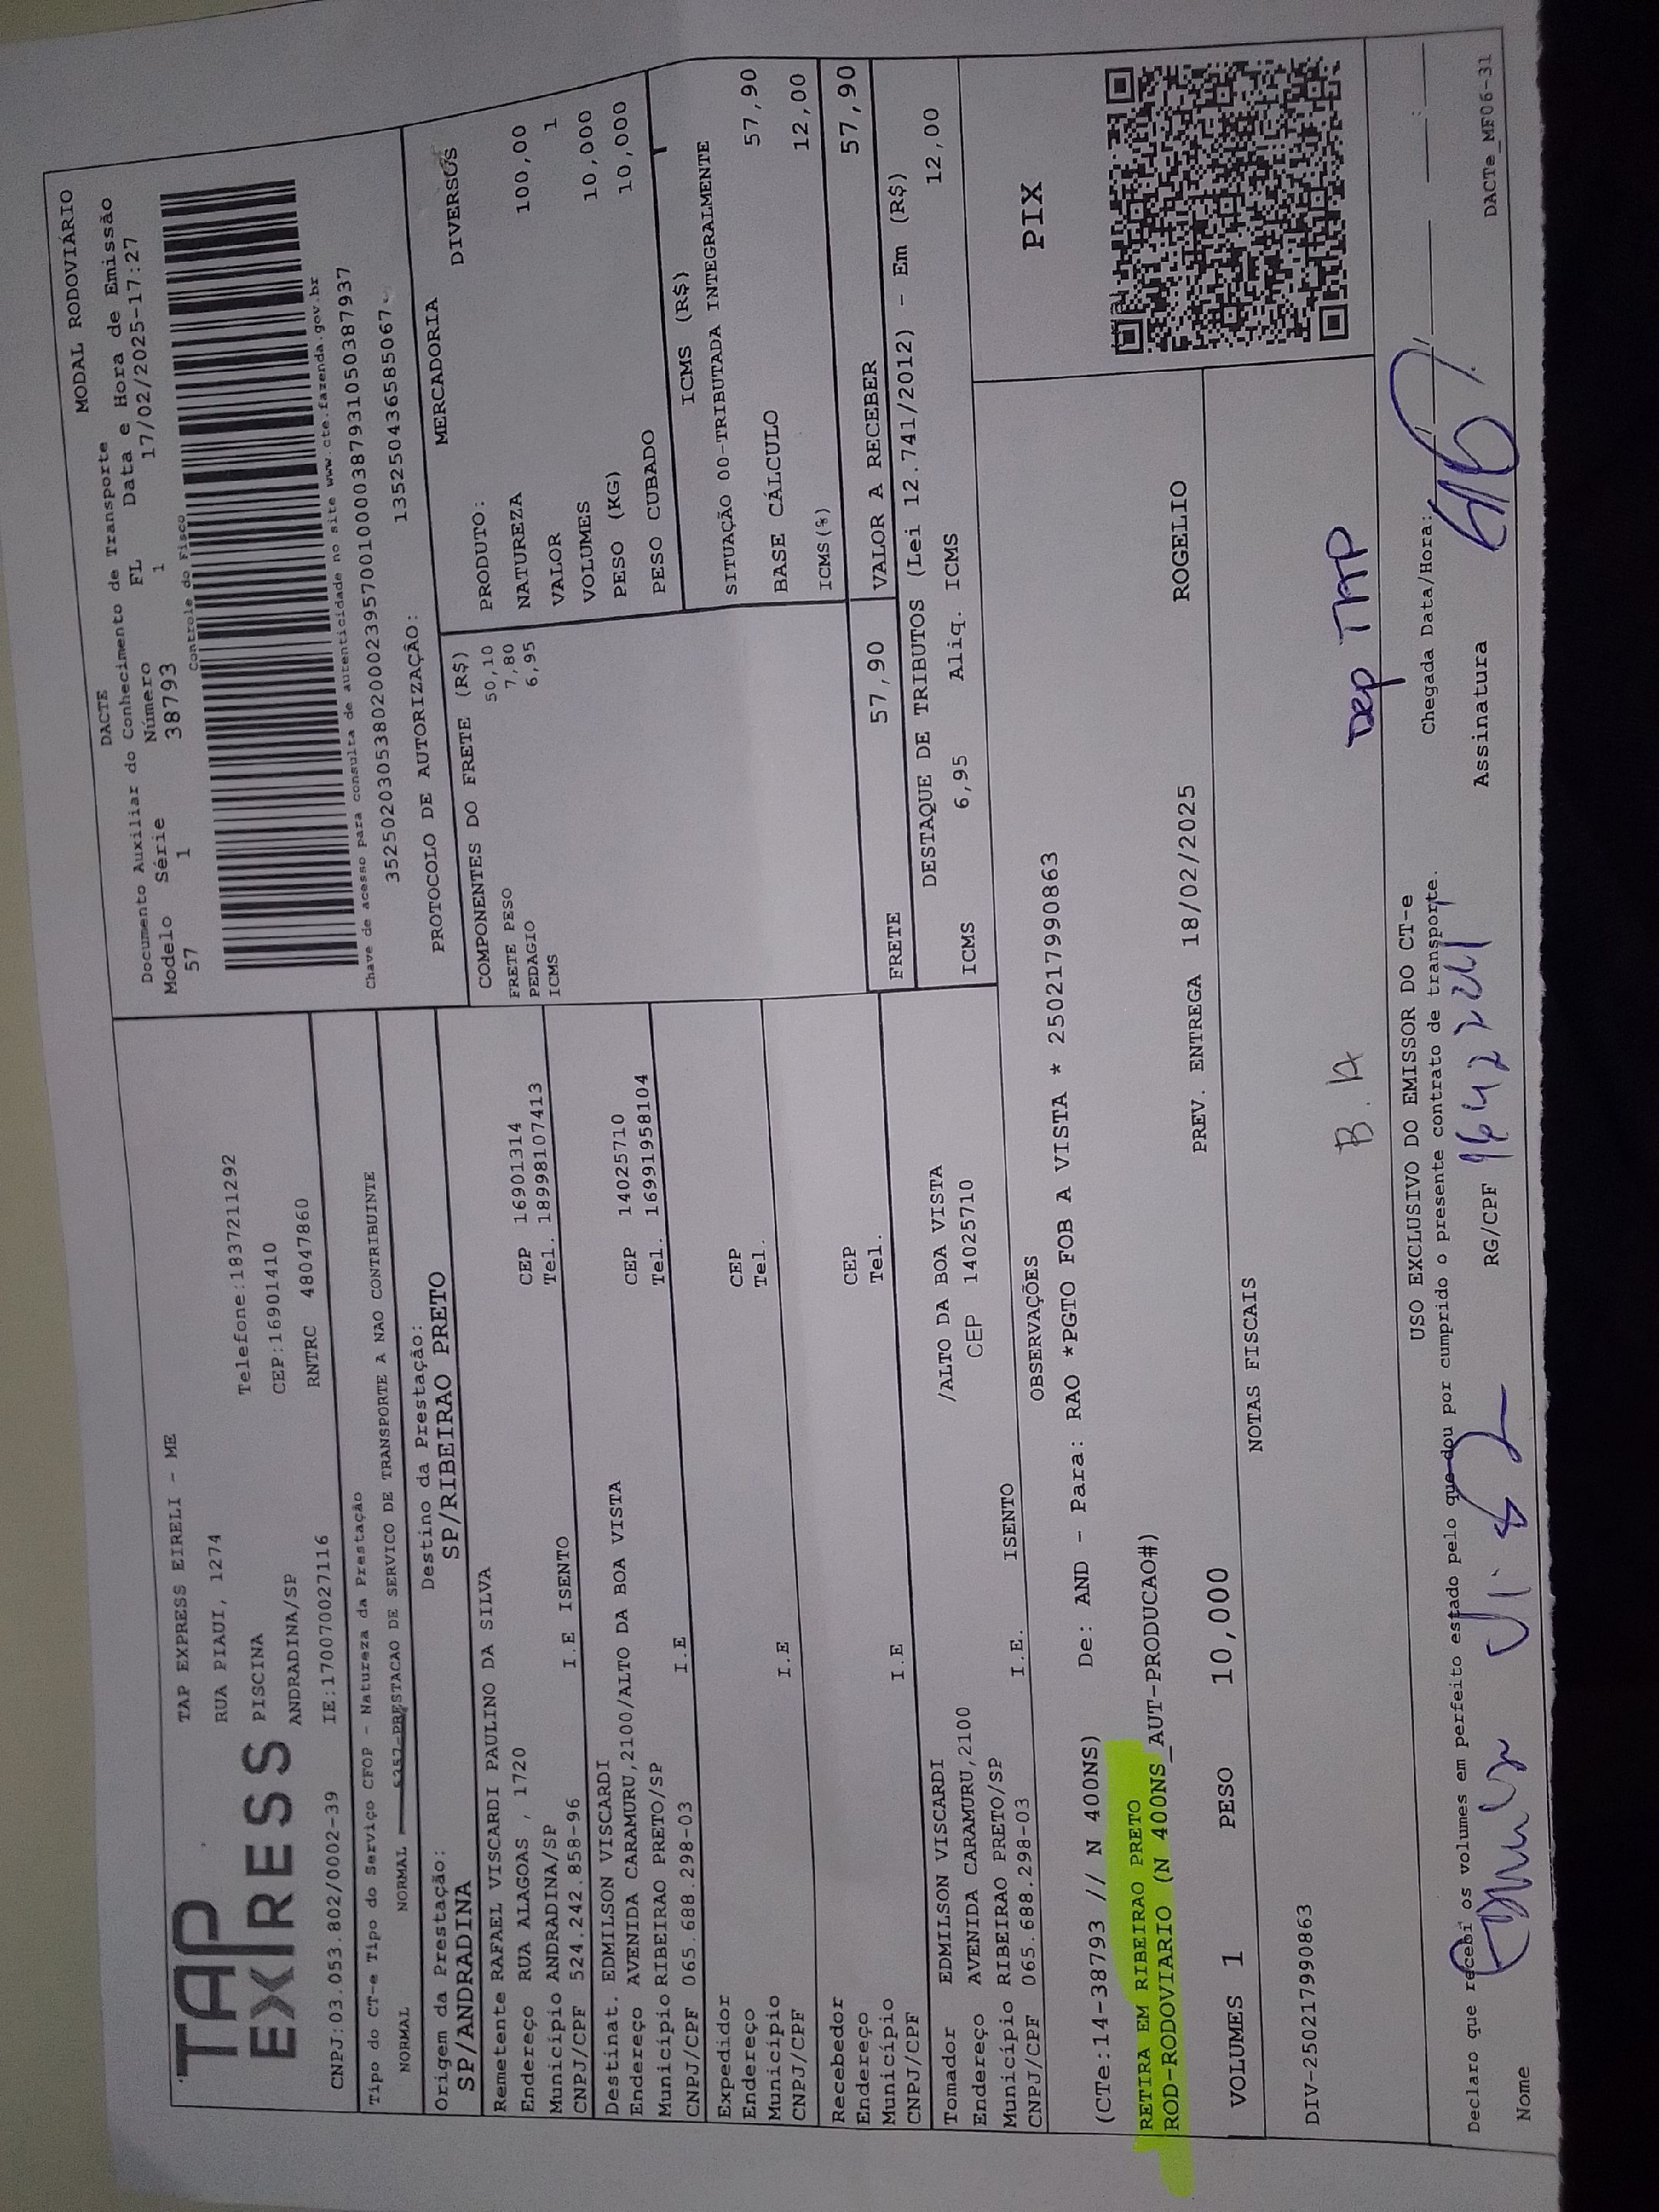 TAP
EXPRESS
TAP EXPRESS EIRELI - ME
RUA PIAUI, 1274
PISCINA
ANDRADINA/SP
Telefone:1837211292
CEP:16901410
CNPJ:03.053.802/0002-39
IE:170070027116
RNTRC 48047860
MODAL RODOVIÁRIO
DACTE
Documento Auxiliar do Conhecimento de Transporte
Modelo Série Número FL Data e Hora de Emissão
57 1 38793 1 17/02/2025-17:27
Controle do Fisco
Chave de acesso para consulta de autenticidade no site www.cte.fazenda.gov.br
35250203053802000239570010000387931050387937
PROTOCOLO DE AUTORIZAÇÃO: 135250436585067
Tipo do CT-e Tipo do Serviço CFOP - Natureza da Prestação
NORMAL NORMAL 5357-PRESTACAO DE SERVICO DE TRANSPORTE A NAO CONTRIBUINTE
Origem da Prestação: Destino da Prestação:
SP/ANDRADINA SP/RIBEIRAO PRETO
Remetente RAFAEL VISCARDI PAULINO DA SILVA
Endereço RUA ALAGOAS , 1720 CEP 16901314
Município ANDRADINA/SP Tel. 18998107413
CNPJ/CPF 524.242.858-96 I.E ISENTO
Destinat. EDMILSON VISCARDI
Endereço AVENIDA CARAMURU,2100/ALTO DA BOA VISTA CEP 14025710
Município RIBEIRAO PRETO/SP Tel. 16991958104
CNPJ/CPF 065.688.298-03 I.E
Expedidor
Endereço CEP
Município Tel.
CNPJ/CPF I.E
Recebedor
Endereço CEP
Município Tel.
CNPJ/CPF I.E
Tomador EDMILSON VISCARDI
Endereço AVENIDA CARAMURU,2100 /ALTO DA BOA VISTA
Município RIBEIRAO PRETO/SP CEP 14025710
CNPJ/CPF 065.688.298-03 I.E. ISENTO
COMPONENTES DO FRETE (R$)
FRETE PESO 50,10
PEDAGIO 7,80
ICMS 6,95
MERCADORIA
PRODUTO: DIVERSOS
NATUREZA
VALOR 100,00
VOLUMES 1
PESO (KG) 10,000
PESO CUBADO 10,000
ICMS (R$)
SITUAÇÃO 00-TRIBUTADA INTEGRALMENTE
BASE CÁLCULO 57,90
ICMS(%) 12,00
FRETE 57,90 VALOR A RECEBER 57,90
DESTAQUE DE TRIBUTOS (Lei 12.741/2012) - Em (R$)
ICMS 6,95 Aliq. ICMS 12,00
OBSERVAÇÕES
(CTe:14-38793 // N 400NS) De: AND - Para: RAO *PGTO FOB A VISTA * 250217990863
RETIRA EM RIBEIRAO PRETO
ROD-RODOVIARIO (N 400NS_AUT-PRODUCAO#)
PIX
VOLUMES 1 PESO 10,000 PREV. ENTREGA 18/02/2025 ROGELIO
NOTAS FISCAIS
DIV-250217990863
B.A
Dep TAP
USO EXCLUSIVO DO EMISSOR DO CT-e
Declaro que recebi os volumes em perfeito estado pelo que dou por cumprido o presente contrato de transporte.
Chegada Data/Hora: ____/____/____ ____:____
Nome RG/CPF Assinatura
DACTe_MF06-31